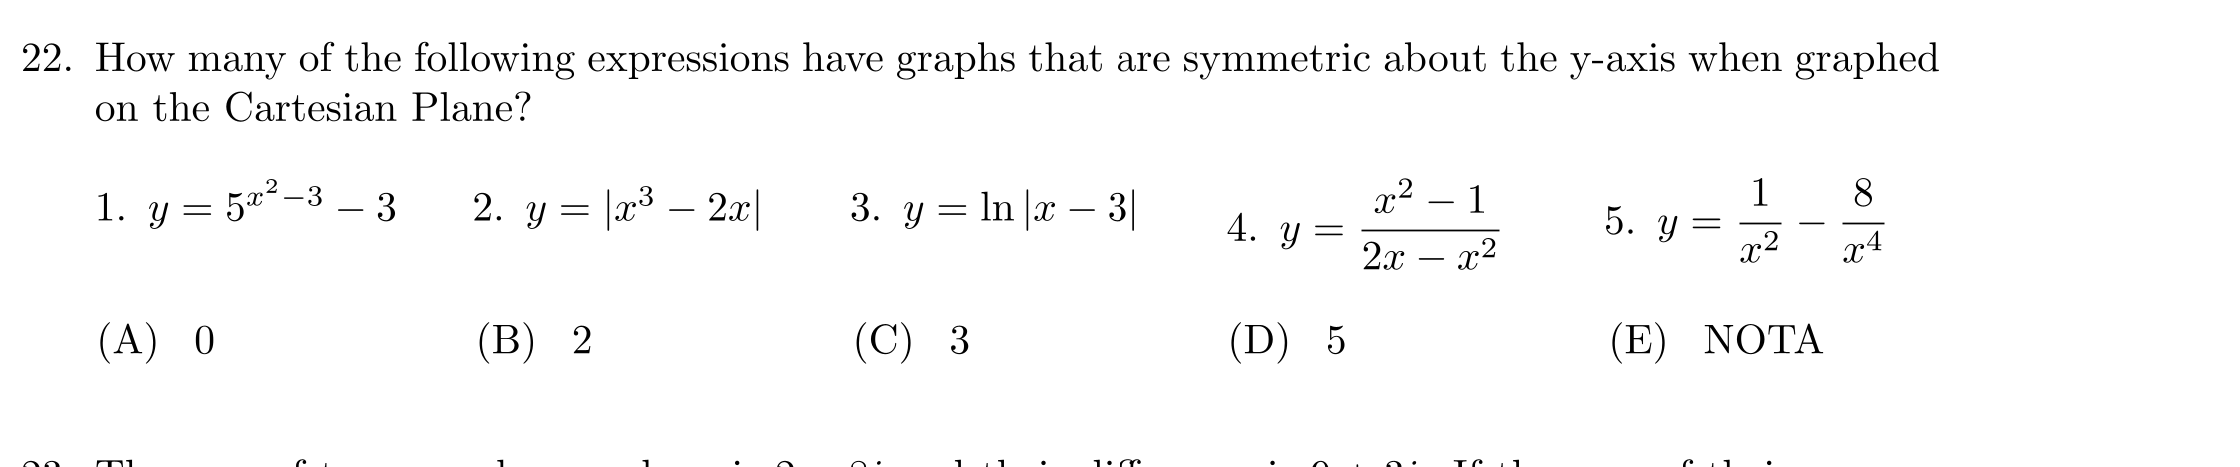 22. How many of the following expressions have graphs that are symmetric about the y-axis when graphed
on the Cartesian Plane?
1. y = 5^{x^2−3} − 3 2. y = |x^3 − 2x| 3. y = ln |x − 3| 4. y = \frac{x^2 − 1}{2x − x^2} 5. y = \frac{1}{x^2} − \frac{8}{x^4}
(A) 0 (B) 2 (C) 3 (D) 5 (E) NOTA